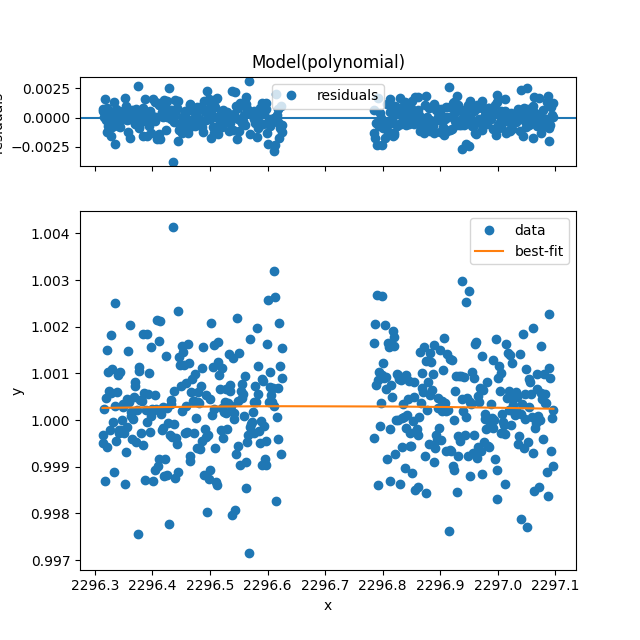 Model(polynomial)
0.0025
0.0000
−0.0025
residuals
residuals
1.004
1.003
1.002
1.001
1.000
0.999
0.998
0.997
y
data
best-fit
2296.3 2296.4 2296.5 2296.6 2296.7 2296.8 2296.9 2297.0 2297.1
x